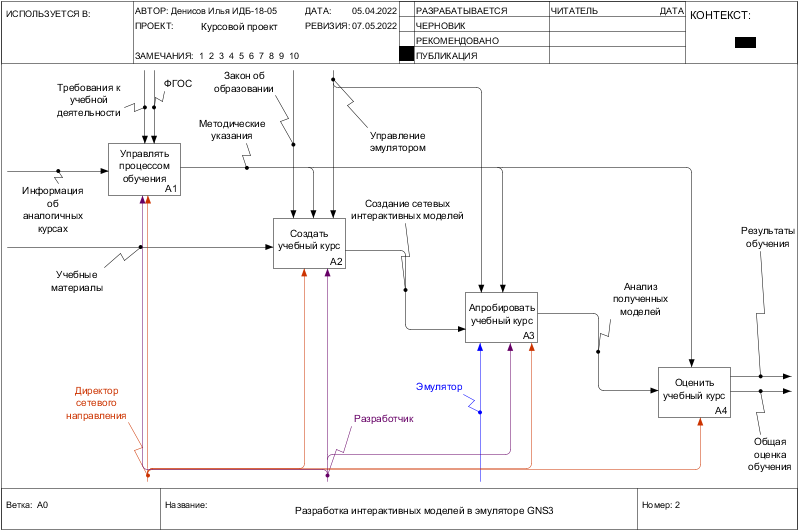 ИСПОЛЬЗУЕТСЯ В:
АВТОР: Денисов Илья ИДБ-18-05
ДАТА: 05.04.2022
ПРОЕКТ: Курсовой проект
РЕВИЗИЯ: 07.05.2022
ЗАМЕЧАНИЯ: 1 2 3 4 5 6 7 8 9 10
РАЗРАБАТЫВАЕТСЯ
ЧЕРНОВИК
РЕКОМЕНДОВАНО
ПУБЛИКАЦИЯ
ЧИТАТЕЛЬ
ДАТА
КОНТЕКСТ:
Требования к
учебной
деятельности
ФГОС
Закон об
образовании
Методические
указания
Управление
эмулятором
Управлять
процессом
обучения
A1
Информация
об
аналогичных
курсах
Создание сетевых
интерактивных моделей
Создать
учебный курс
A2
Учебные
материалы
Результаты
обучения
Анализ
полученных
моделей
Апробировать
учебный курс
A3
Оценить
учебный курс
A4
Директор
сетевого
направления
Эмулятор
Разработчик
Общая
оценка
обучения
Ветка: A0
Название:
Разработка интерактивных моделей в эмуляторе GNS3
Номер: 2